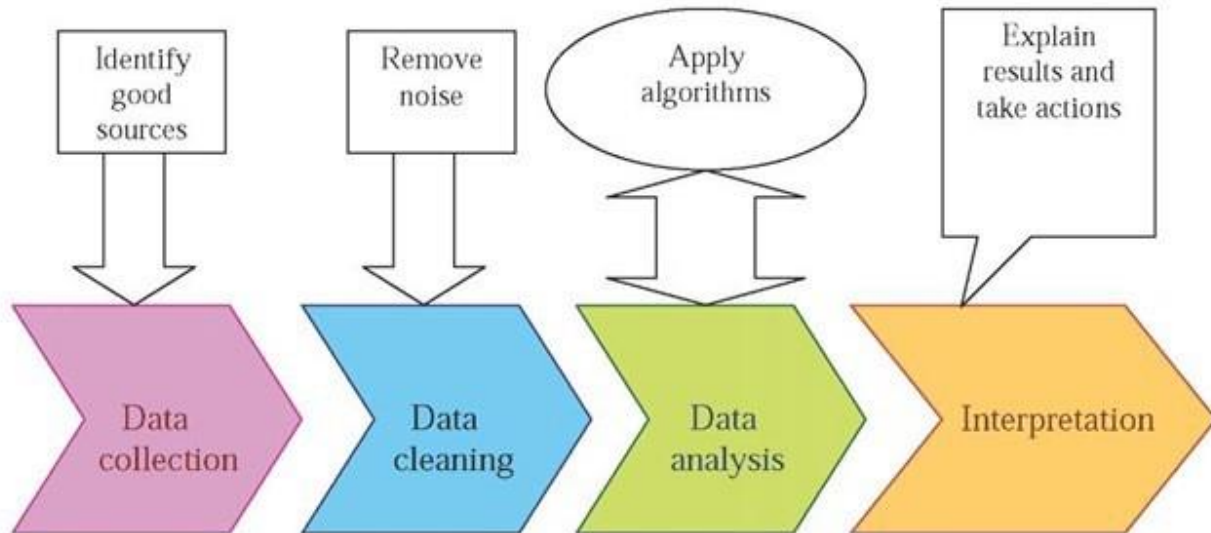 Identify
good
sources
Remove
noise
Apply
algorithms
Explain
results and
take actions
Data
collection
Data
cleaning
Data
analysis
Interpretation